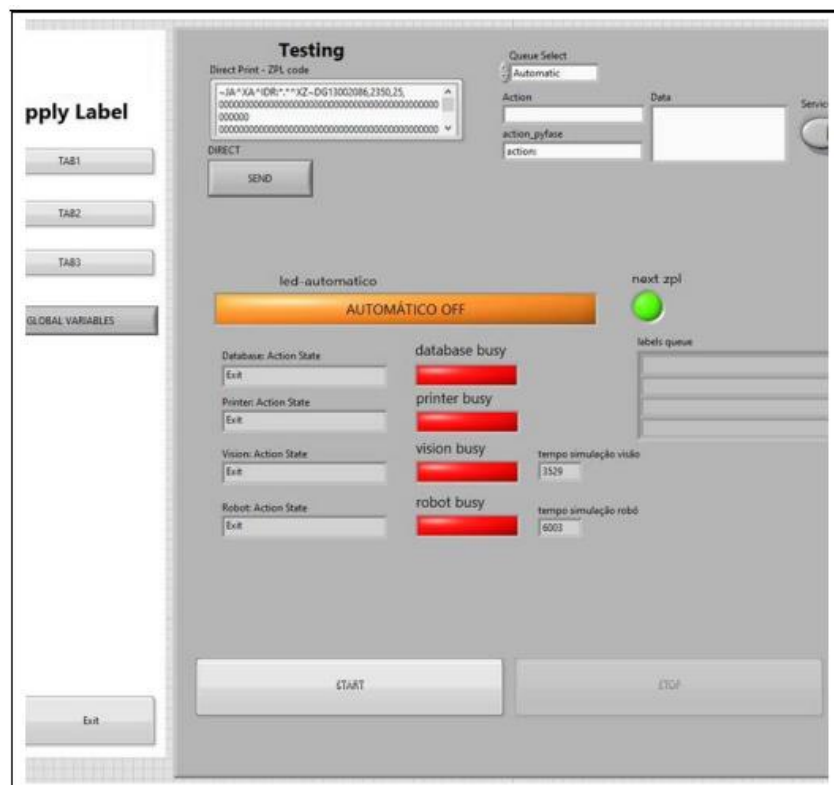 pply Label
TAB1
TAB2
TAB3
GLOBAL VARIABLES
Exit
Testing
Direct Print - ZPL code
~JA^XA^IDR:*.*^XZ~DG13002086,2350,25,
000000
DIRECT
SEND
Queue Select
Automatic
Action
Data
Servic
action_pyfase
action:
led-automatico
AUTOMÁTICO OFF
next zpl
labels queue
Database: Action State
Exit
database busy
Printer: Action State
Exit
printer busy
Vision: Action State
Exit
vision busy
tempo simulação visão
3529
Robot: Action State
Exit
robot busy
tempo simulação robô
6003
START
STOP